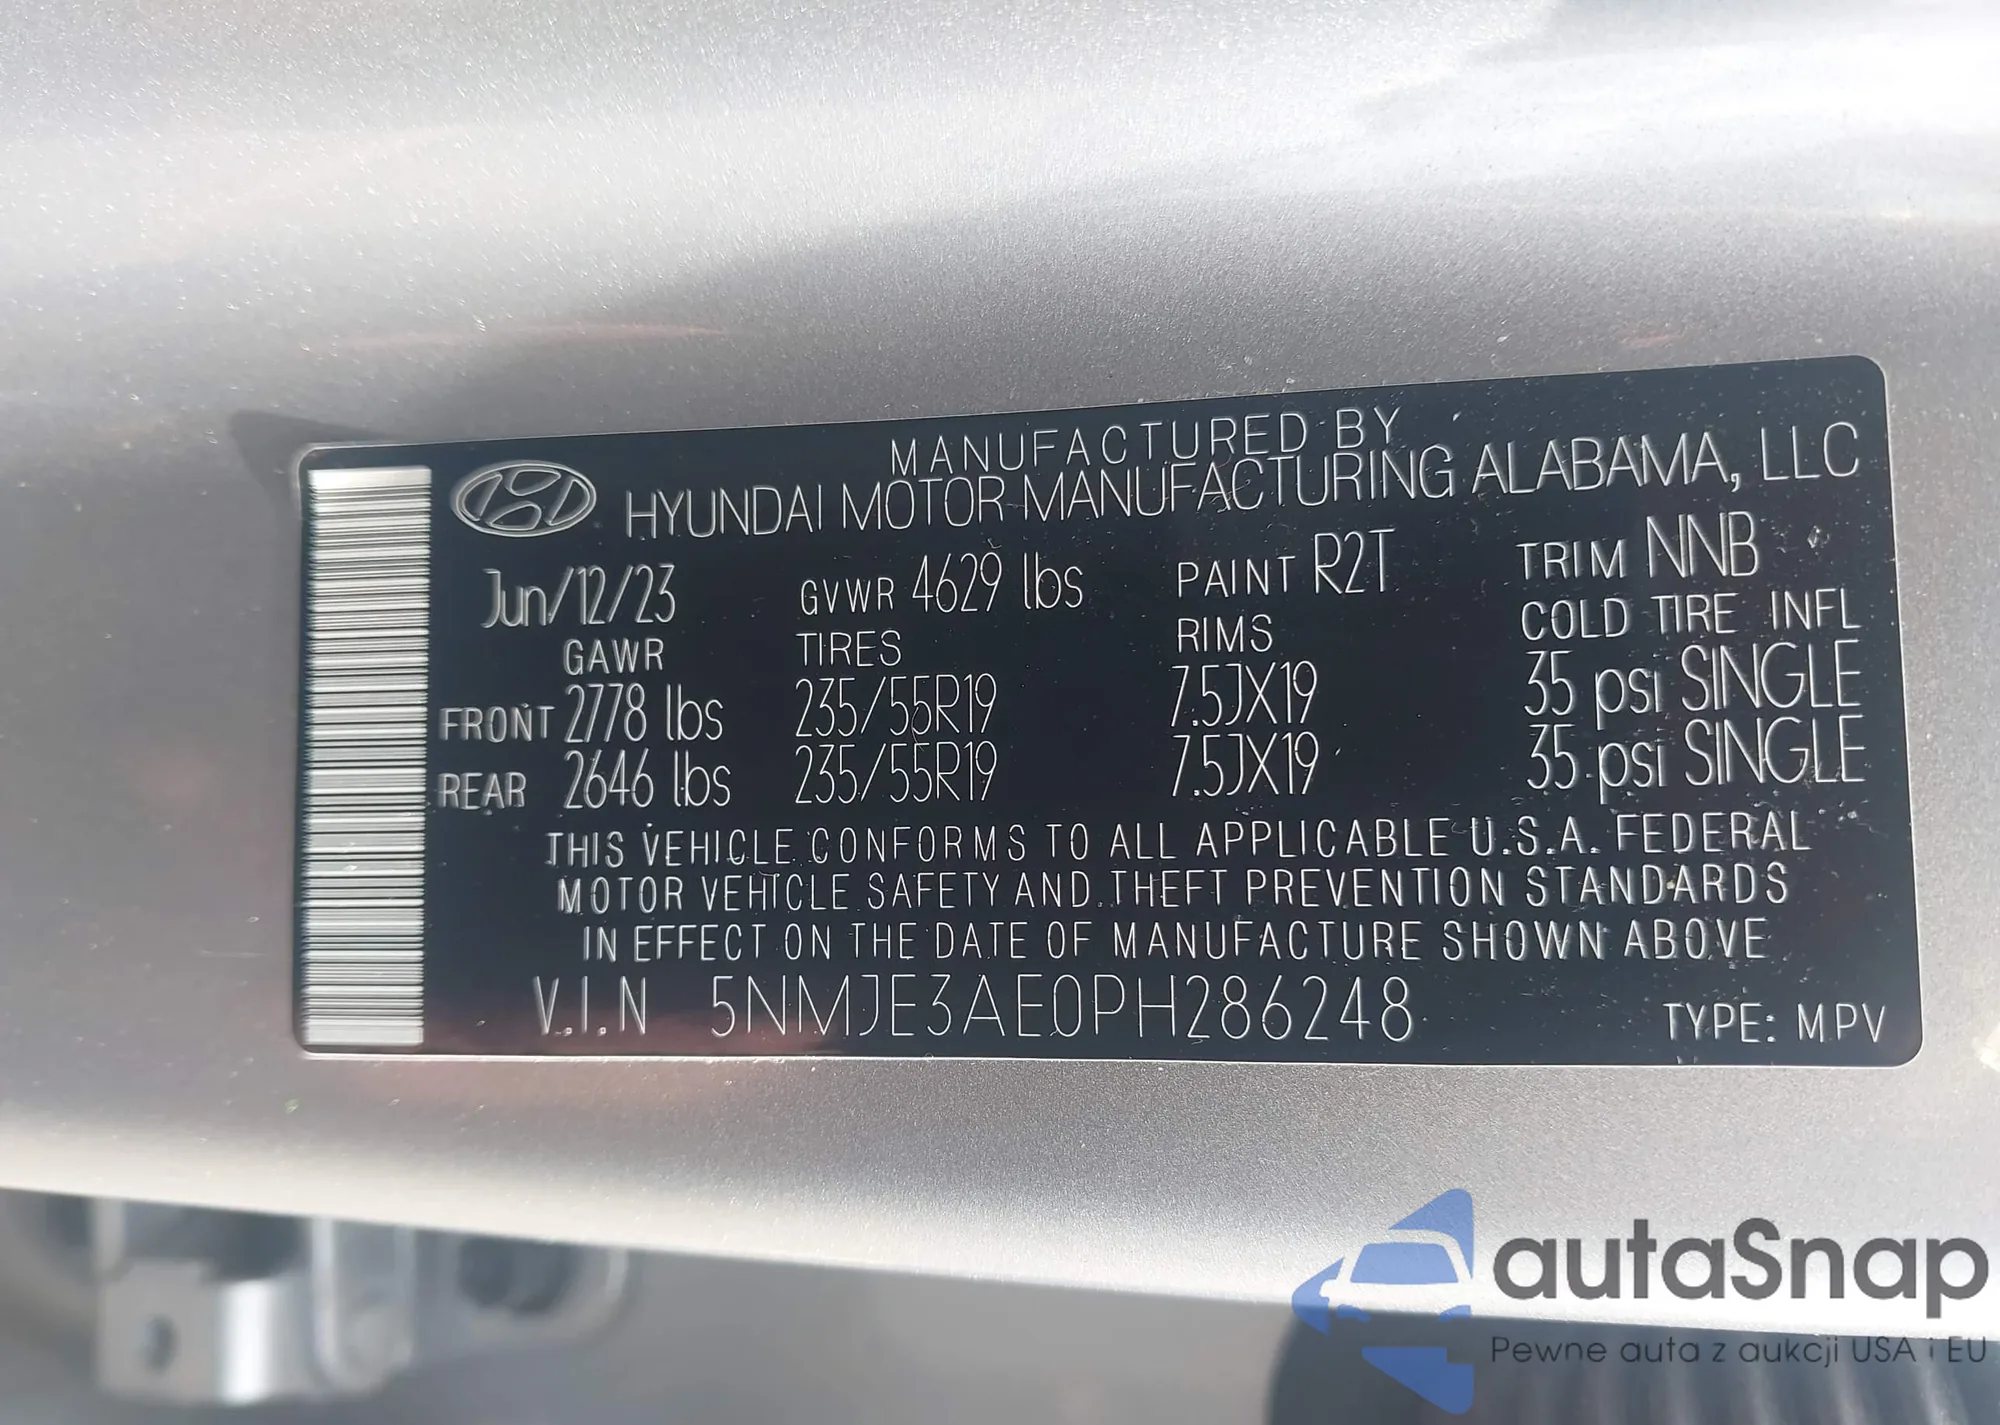 MANUFACTURED BY
HYUNDAI MOTOR MANUFACTURING ALABAMA, LLC
Jun/12/23 GVWR 4629 lbs PAINT R2T TRIM NNB
GAWR TIRES RIMS COLD TIRE INFL
FRONT 2778 lbs 235/55R19 7.5JX19 35 psi SINGLE
REAR 2646 lbs 235/55R19 7.5JX19 35 psi SINGLE
THIS VEHICLE CONFORMS TO ALL APPLICABLE U.S.A. FEDERAL
MOTOR VEHICLE SAFETY AND THEFT PREVENTION STANDARDS
IN EFFECT ON THE DATE OF MANUFACTURE SHOWN ABOVE
V.I.N 5NMJE3AE0PH286248 TYPE: MPV
autaSnap
Pewne auta z aukcji USA i EU